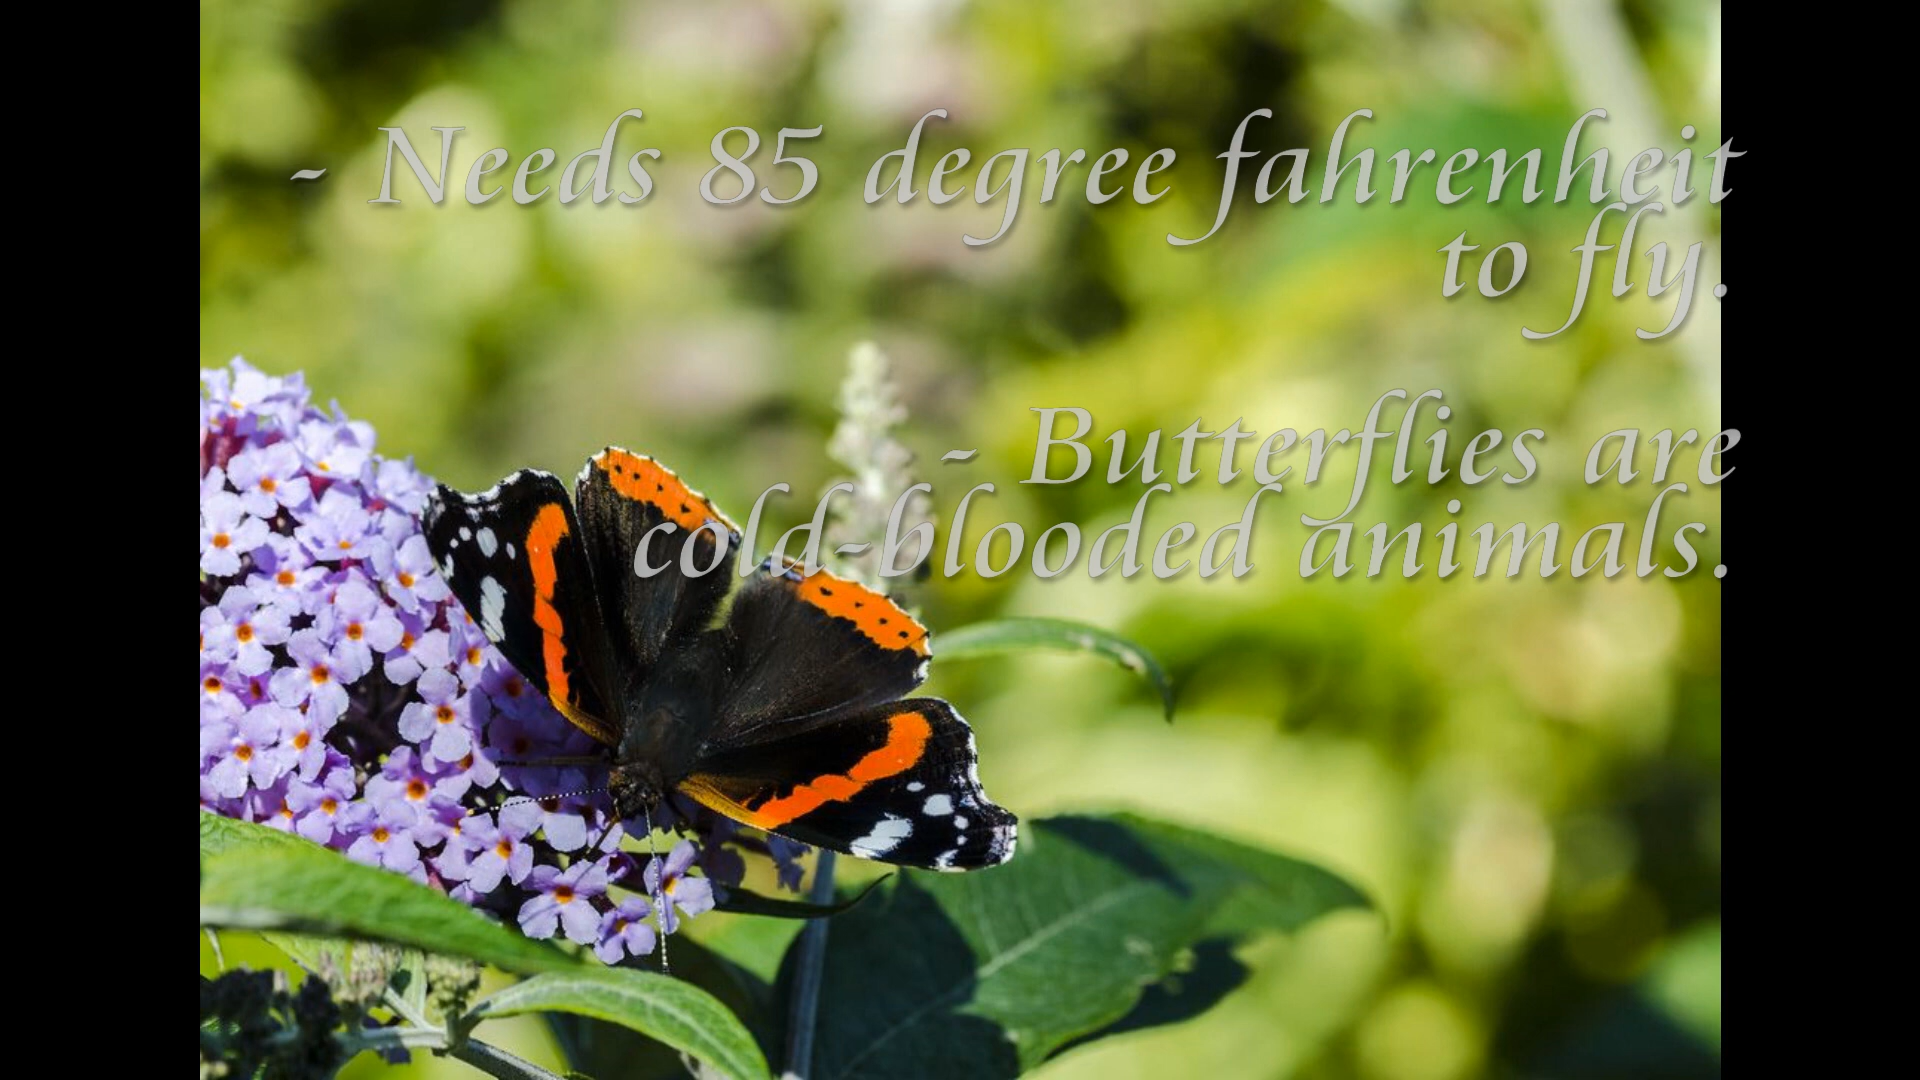 - Needs 85 degree fahrenheit
to fly.
- Butterflies are
cold-blooded animals.